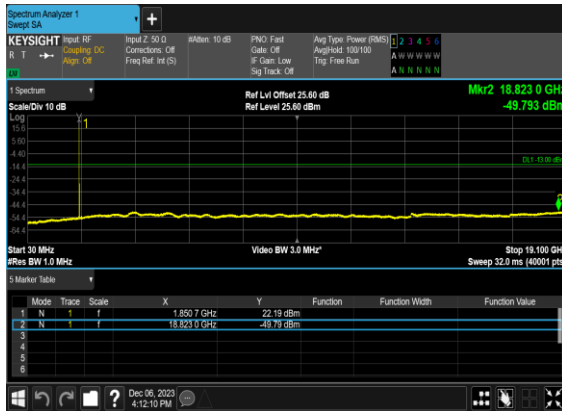 Spectrum Analyzer 1
Swept SA
KEYSIGHT
R T
Input: RF
Coupling: DC
Align: Off
Input Z: 50 Ω
Corrections: Off
Freq Ref: Int (S)
#Atten: 10 dB
PNO: Fast
Gate: Off
IF Gain: Low
Sig Track: Off
Avg Type: Power (RMS)
Avg|Hold: 100/100
Trig: Free Run
1 2 3 4 5 6
A W W W W W
A N N N N N
1 Spectrum
Scale/Div 10 dB
Ref Lvl Offset 25.60 dB
Ref Level 25.60 dBm
Mkr2 18.823 0 GHz
-49.793 dBm
Log
15.6
5.60
-4.40
-14.4
-24.4
-34.4
-44.4
-54.4
-64.4
1
DL1 -13.00 dBm
Start 30 MHz
#Res BW 1.0 MHz
Video BW 3.0 MHz*
Stop 19.100 GH
Sweep 32.0 ms (40001 pts
5 Marker Table
Mode Trace Scale X Y Function Function Width Function Value
1 N 1 f 1.850 7 GHz 22.19 dBm
2 N 1 f 18.823 0 GHz -49.79 dBm
3
4
5
6
?
Dec 06, 2023
4:12:10 PM